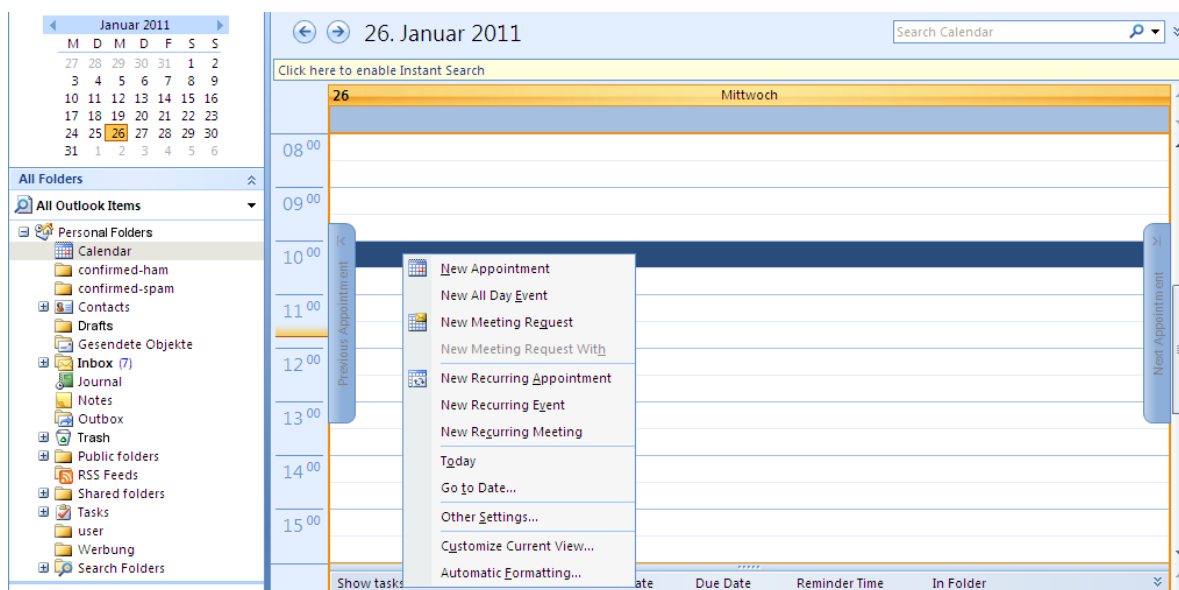 Januar 2011
M D M D F S S
27 28 29 30 31 1 2
3 4 5 6 7 8 9
10 11 12 13 14 15 16
17 18 19 20 21 22 23
24 25 26 27 28 29 30
31 1 2 3 4 5 6
All Folders
All Outlook Items
Personal Folders
Calendar
confirmed-ham
confirmed-spam
Contacts
Drafts
Gesendete Objekte
Inbox (7)
Journal
Notes
Outbox
Trash
Public folders
RSS Feeds
Shared folders
Tasks
user
Werbung
Search Folders
26. Januar 2011
Search Calendar
Click here to enable Instant Search
26 Mittwoch
08 00
09 00
10 00
11 00
12 00
13 00
14 00
15 00
Previous Appointment
Next Appointment
New Appointment
New All Day Event
New Meeting Request
New Meeting Request With
New Recurring Appointment
New Recurring Event
New Recurring Meeting
Today
Go to Date...
Other Settings...
Customize Current View...
Automatic Formatting...
Show tasks ate Due Date Reminder Time In Folder